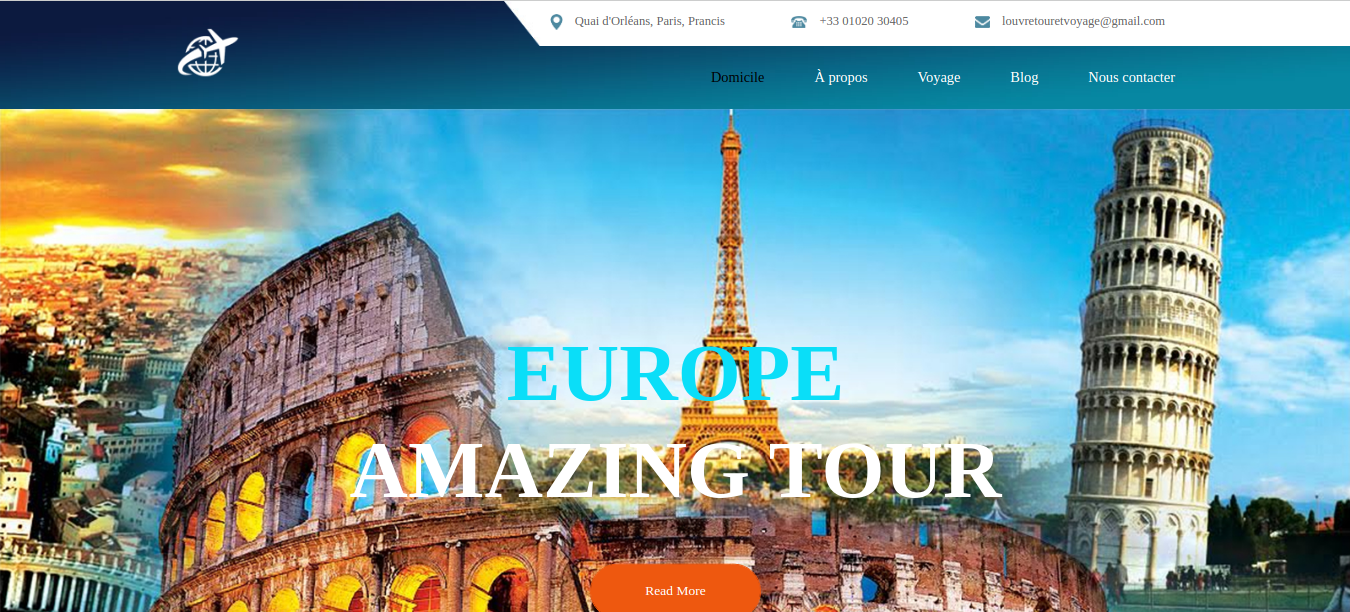 Quai d'Orléans, Paris, Prancis
+33 01020 30405
louvretouretvoyage@gmail.com
Domicile
À propos
Voyage
Blog
Nous contacter
EUROPE
AMAZING TOUR
Read More